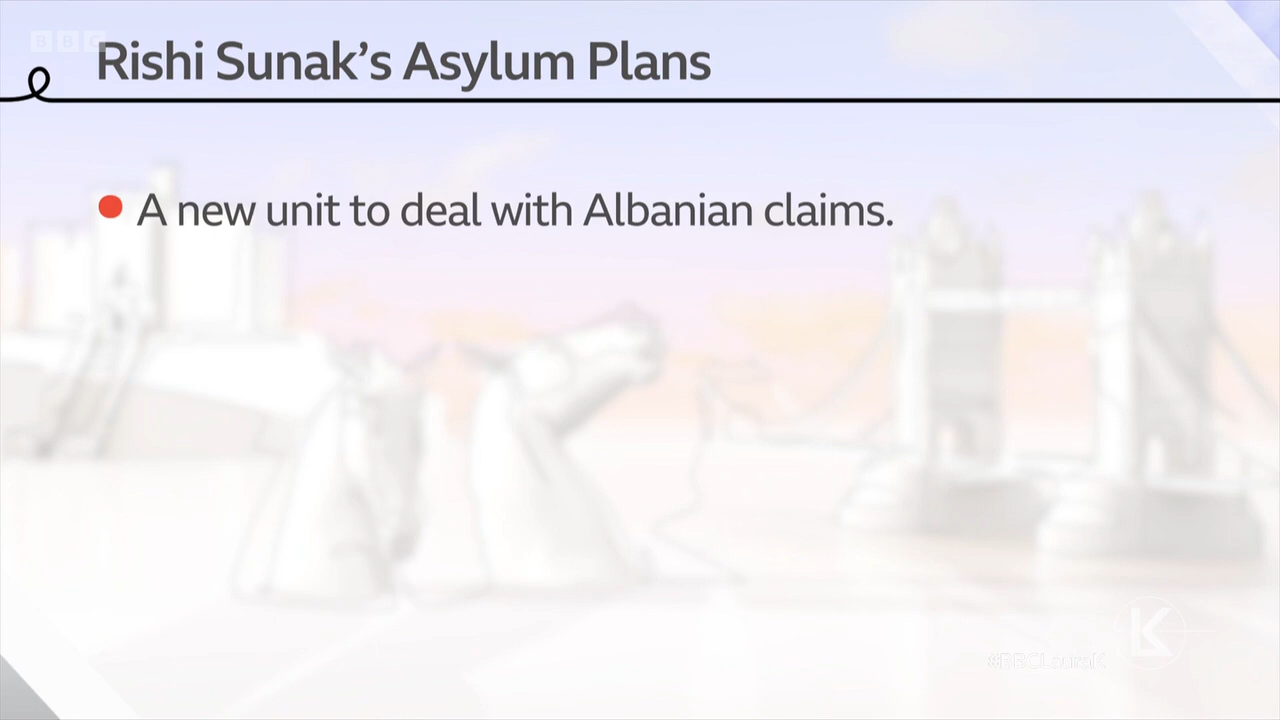 BBC
Rishi Sunak's Asylum Plans
A new unit to deal with Albanian claims.
K
#BBCLauraK